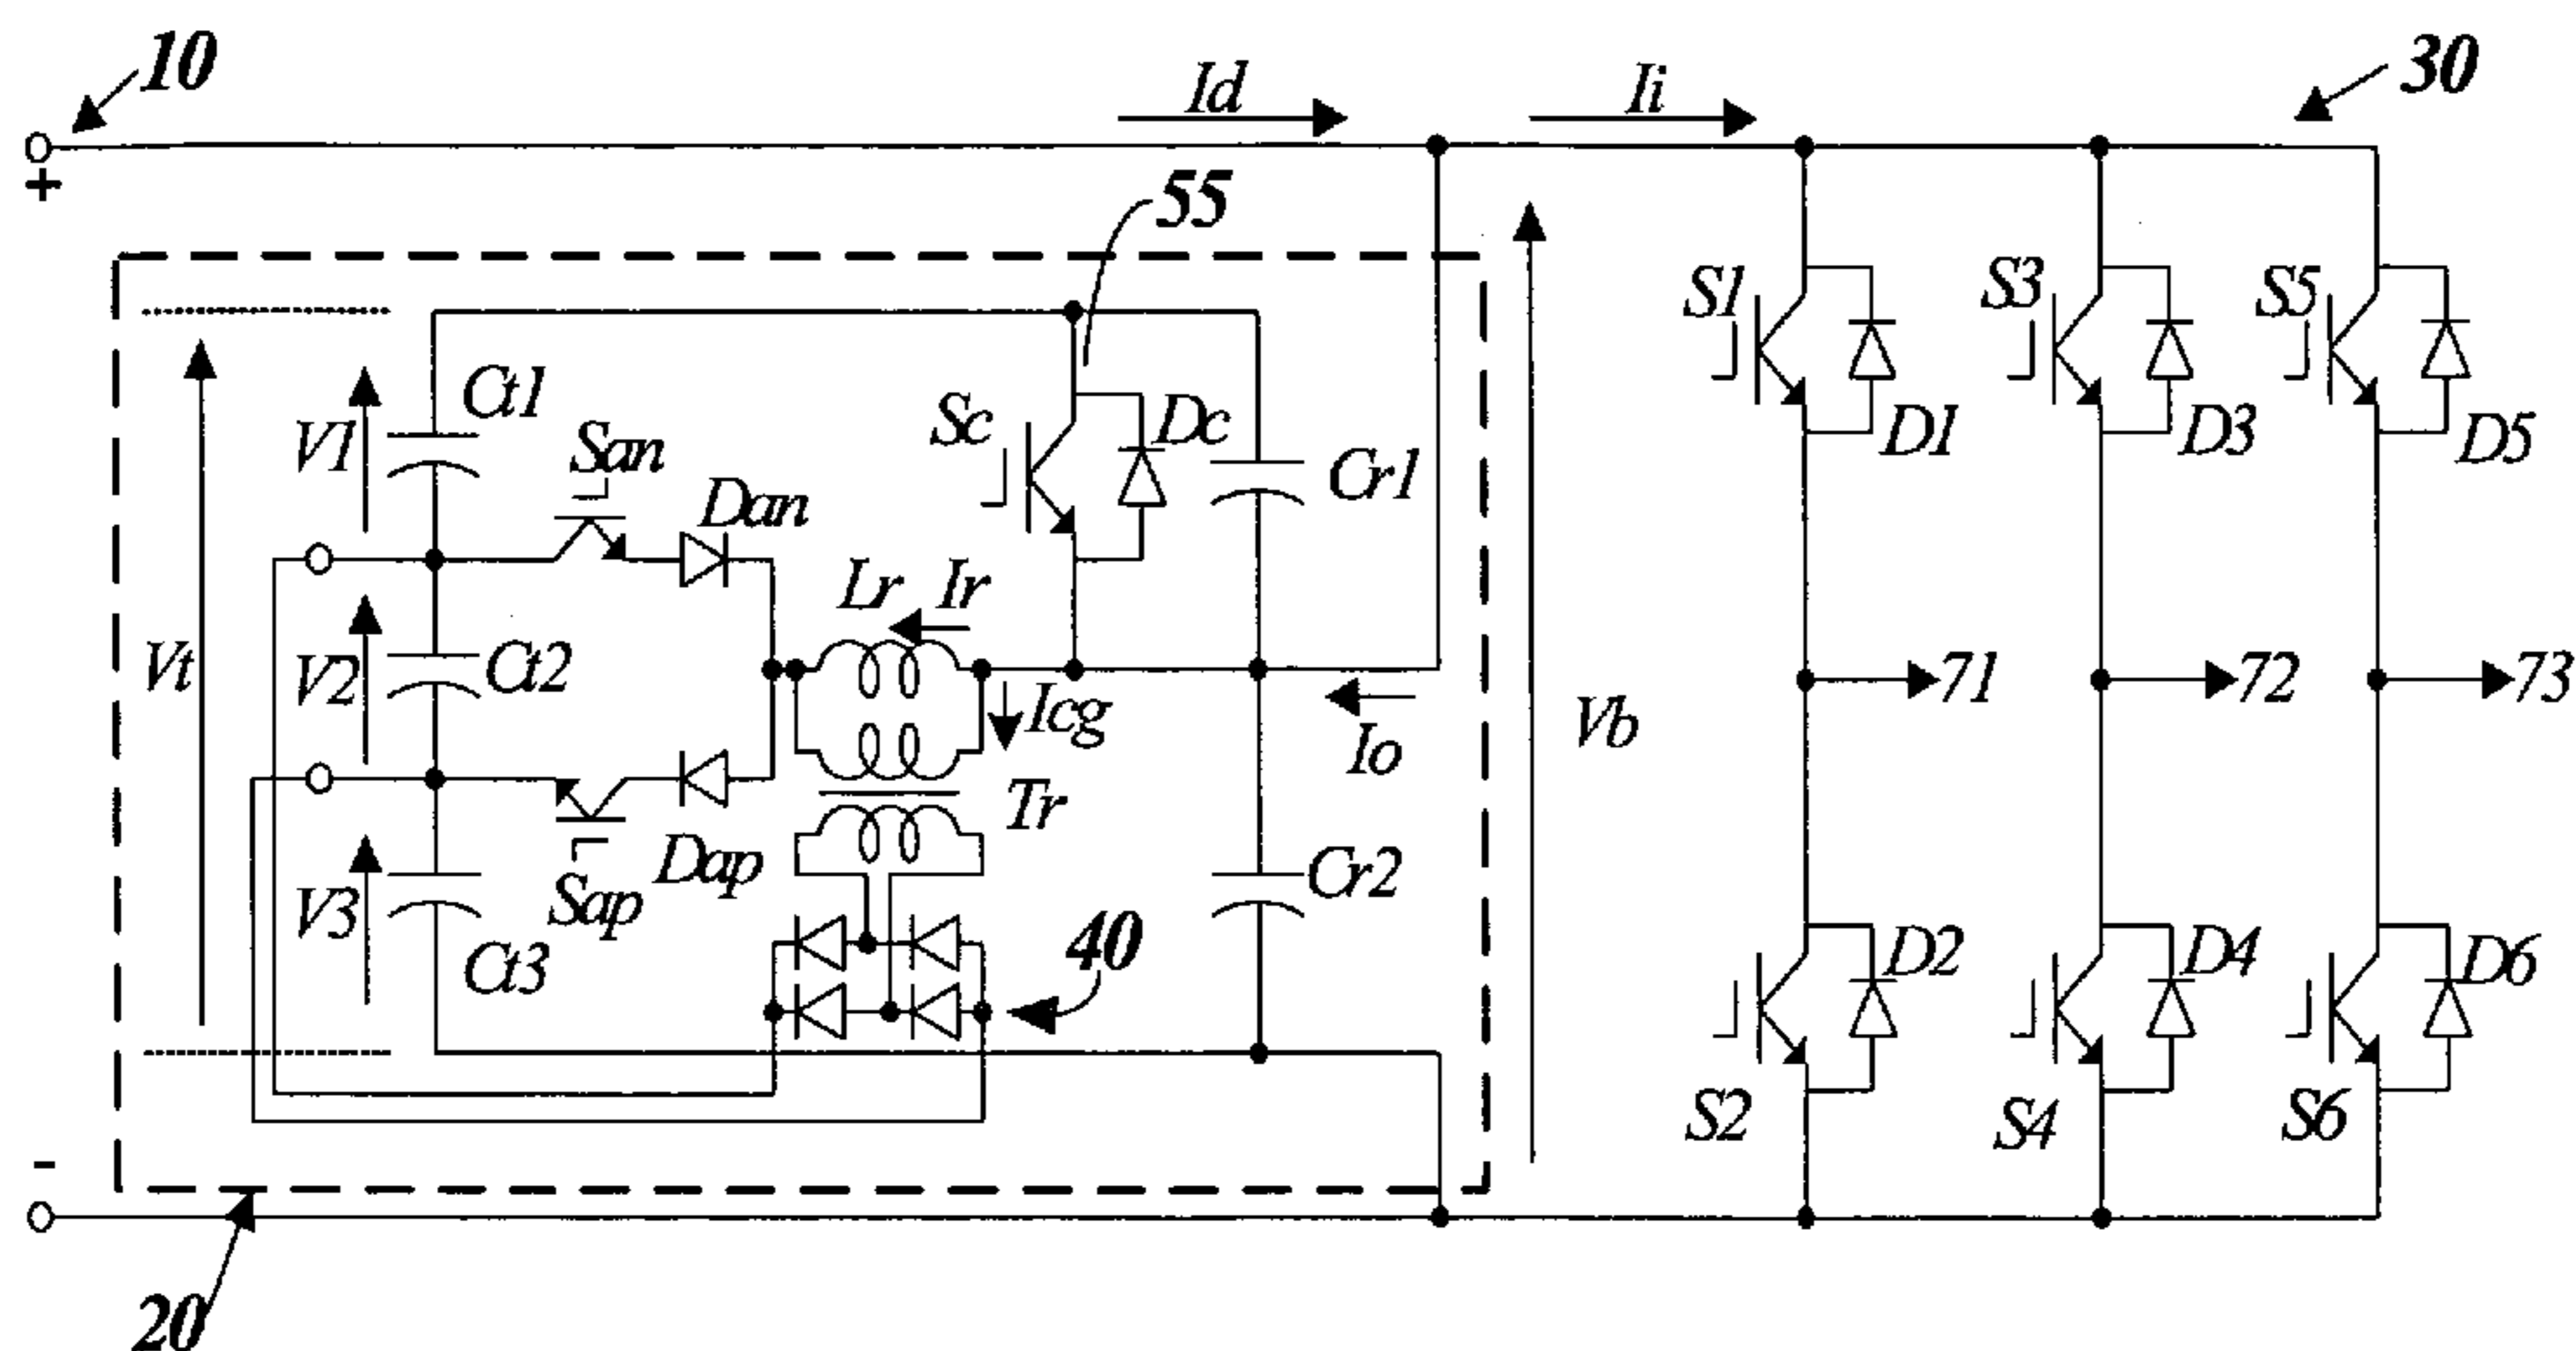 10
Id
Ii
30
+
55
S1
S3
S5
Ct1
V1
San
Dan
Sc
Dc
Cr1
D1
D3
D5
Lr
Ir
Vt
V2
Ct2
Icg
Io
Vb
71
72
73
Tr
V3
Sap
Dap
Cr2
Ct3
40
D2
D4
D6
S2
S4
S6
-
20